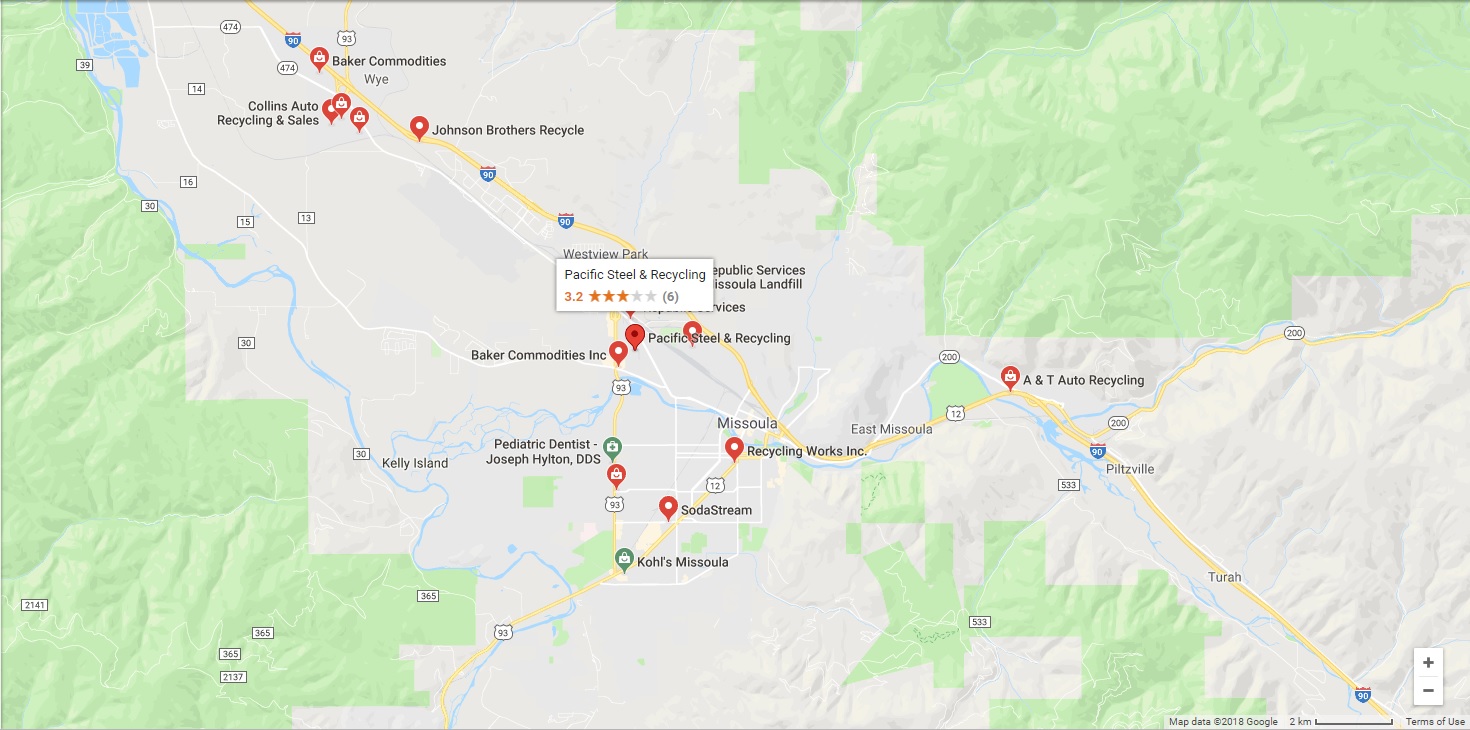 474
90
93
Baker Commodities
39
474
Wye
14
Collins Auto
Recycling & Sales
Johnson Brothers Recycle
90
16
30
15
13
90
Westview Park
Pacific Steel & Recycling
3.2
(6)
epublic Services
issoula Landfill
Republic Services
30
Pacific Steel & Recycling
Baker Commodities Inc
200
200
93
A & T Auto Recycling
12
200
Missoula
East Missoula
Pediatric Dentist -
Joseph Hylton, DDS
Recycling Works Inc.
90
30
Kelly Island
Piltzville
12
533
93
SodaStream
Kohl's Missoula
Turah
365
2141
533
365
93
365
2137
90
+
−
Map data ©2018 Google
2 km
Terms of Use